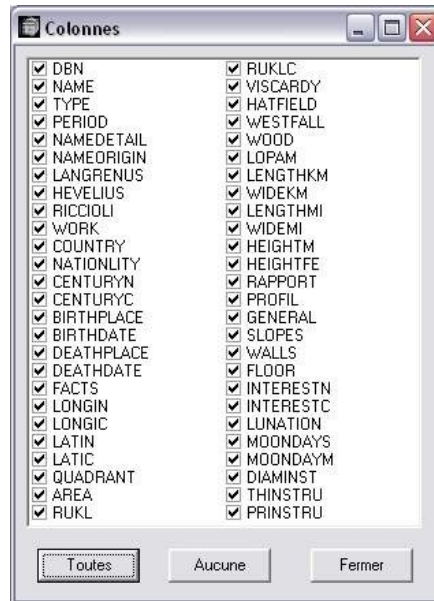 Colonnes
DBN
NAME
TYPE
PERIOD
NAMEDETAIL
NAMEORIGIN
LANGRENUS
HEVELIUS
RICCIOLI
WORK
COUNTRY
NATIONLITY
CENTURYN
CENTURYC
BIRTHPLACE
BIRTHDATE
DEATHPLACE
DEATHDATE
FACTS
LONGIN
LONGIC
LATIN
LATIC
QUADRANT
AREA
RUKL
RUKLC
VISCARDY
HATFIELD
WESTFALL
WOOD
LOPAM
LENGTHKM
WIDEKM
LENGTHMI
WIDEMI
HEIGHTM
HEIGHTFE
RAPPORT
PROFIL
GENERAL
SLOPES
WALLS
FLOOR
INTERESTN
INTERESTC
LUNATION
MOONDAYS
MOONDAYM
DIAMINST
THINSTRU
PRINSTRU
Toutes
Aucune
Fermer